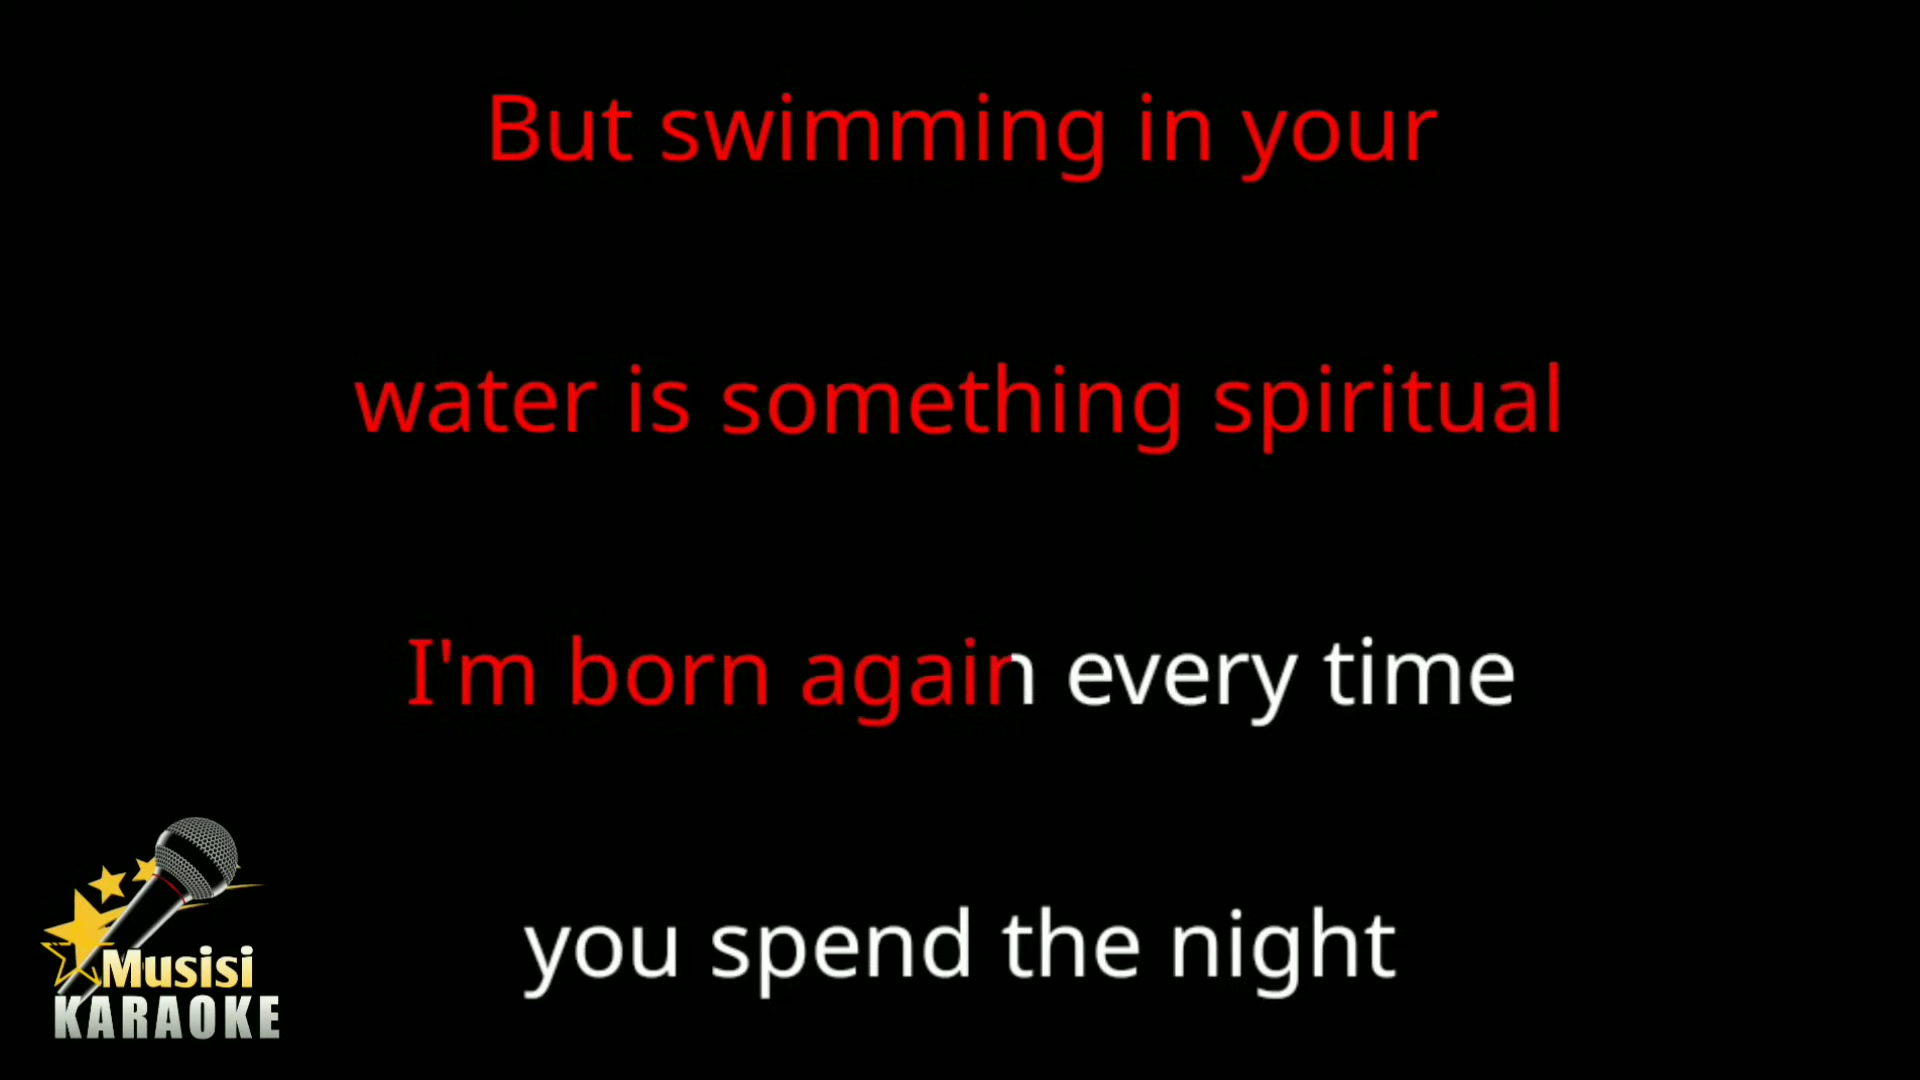 But swimming in your
water is something spiritual
I'm born again every time
you spend the night
Musisi
KARAOKE